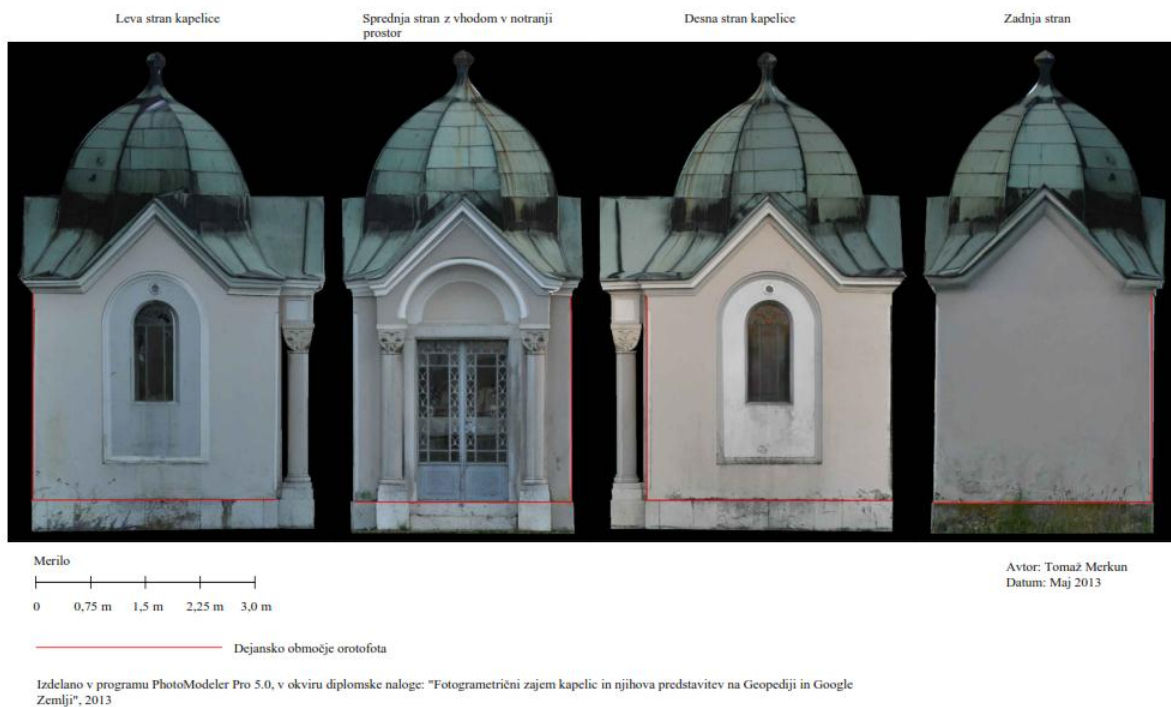 Leva stran kapelice
Sprednja stran z vhodom v notranji
prostor
Desna stran kapelice
Zadnja stran
Merilo
0 0,75 m 1,5 m 2,25 m 3,0 m
Avtor: Tomaž Merkun
Datum: Maj 2013
Dejansko območje orotofota
Izdelano v programu PhotoModeler Pro 5.0, v okviru diplomske naloge: "Fotogrametrični zajem kapelic in njihova predstavitev na Geopediji in Google
Zemlji", 2013